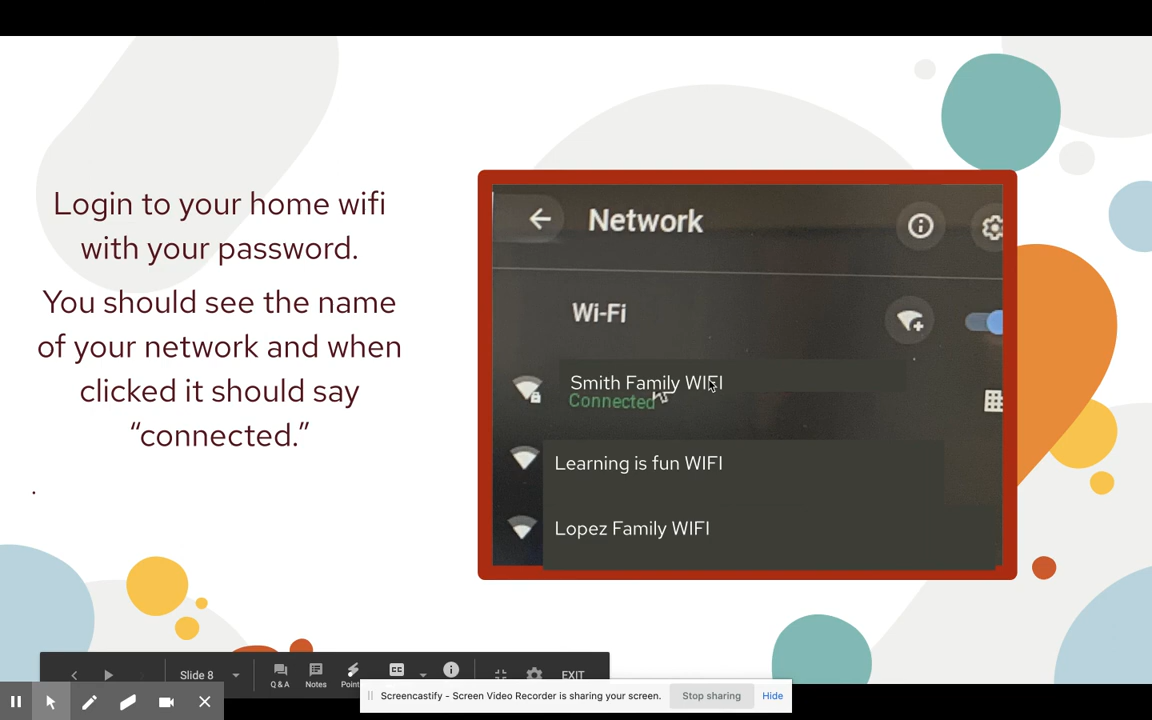 Login to your home wifi
with your password.
You should see the name
of your network and when
clicked it should say
“connected.”
.
Network
Wi-Fi
Smith Family WIFI
Connected
Learning is fun WIFI
Lopez Family WIFI
Slide 8
Q & A
Notes
CC
EXIT
Screencastify - Screen Video Recorder is sharing your screen.
Stop sharing
Hide